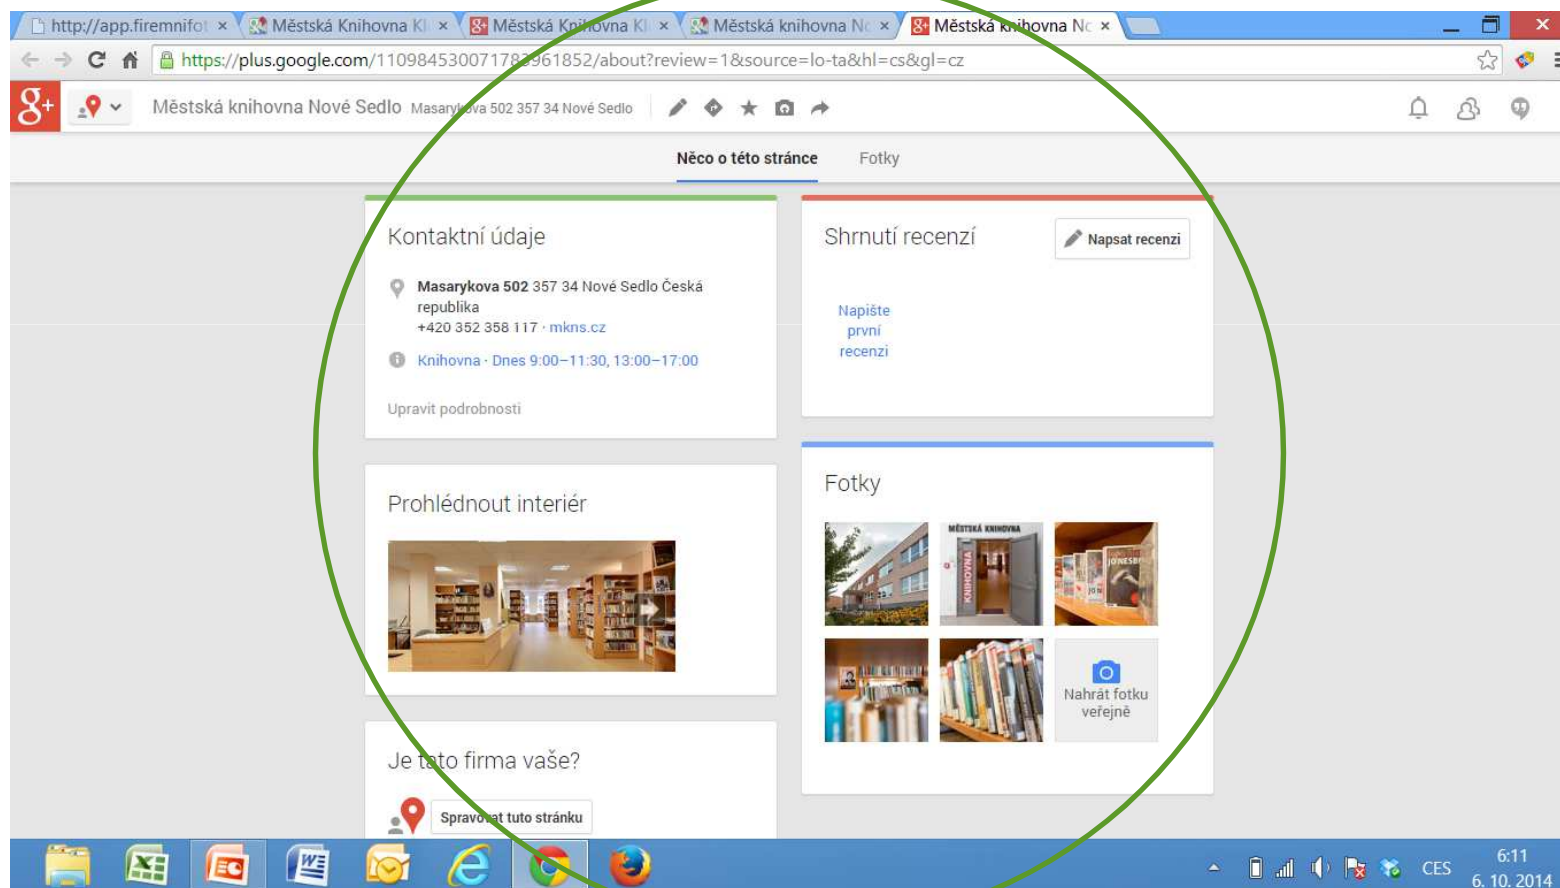 http://app.firemnifot
Městská Knihovna Kl
Městská Knihovna Kl
Městská knihovna No
Městská knihovna No
https://plus.google.com/110984530071783961852/about?review=1&source=lo-ta&hl=cs&gl=cz
8+
Městská knihovna Nové Sedlo Masarykova 502 357 34 Nové Sedlo
Něco o této stránce Fotky
Kontaktní údaje
Masarykova 502 357 34 Nové Sedlo Česká
republika
+420 352 358 117 · mkns.cz
Knihovna · Dnes 9:00–11:30, 13:00–17:00
Upravit podrobnosti
Prohlédnout interiér
Je tato firma vaše?
Spravovat tuto stránku
Shrnutí recenzí
Napsat recenzi
Napište
první
recenzi
Fotky
MĚSTSKÁ KNIHOVNA
KNIHOVNA
JO NESBØ
Nahrát fotku
veřejně
CES
6:11
6. 10. 2014